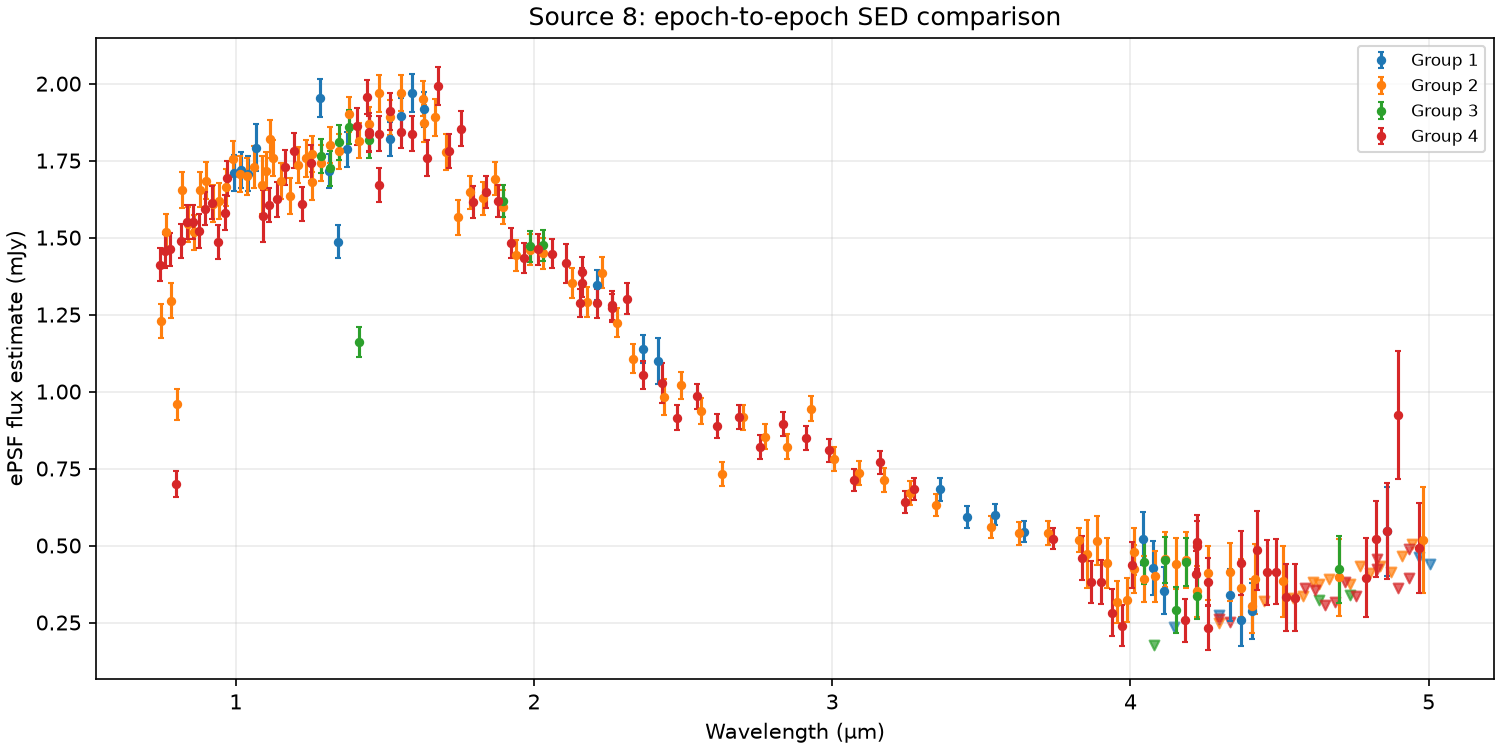 Source 8: epoch-to-epoch SED comparison
ePSF flux estimate (mJy)
2.00
1.75
1.50
1.25
1.00
0.75
0.50
0.25
Group 1
Group 2
Group 3
Group 4
1 2 3 4 5
Wavelength (μm)